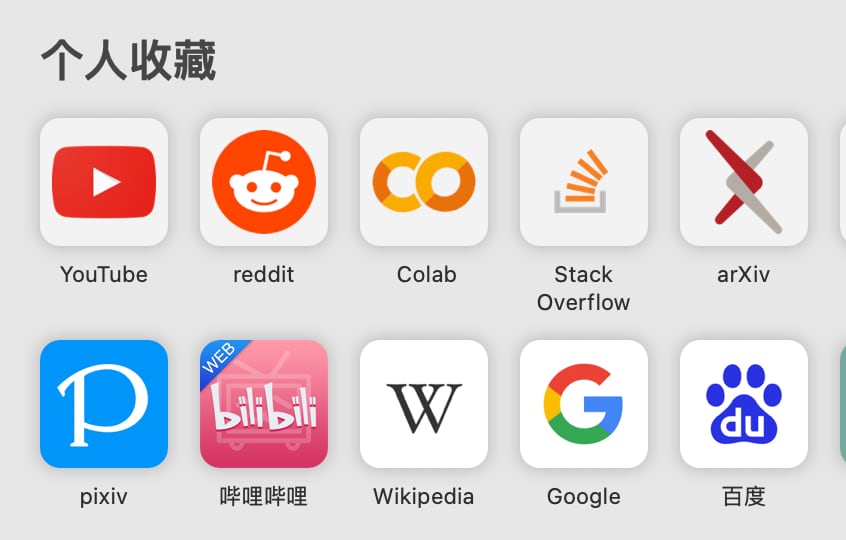 个人收藏
YouTube
reddit
Colab
Stack
Overflow
arXiv
WEB
bilibili
W
G
du
pixiv
哔哩哔哩
Wikipedia
Google
百度